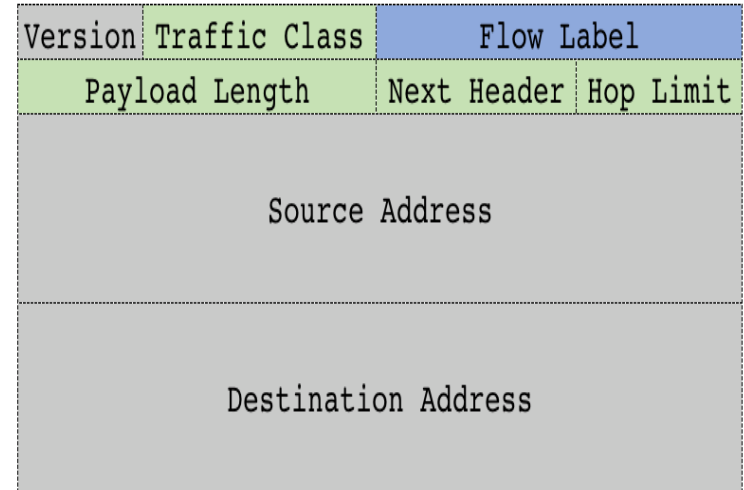 Version Traffic Class Flow Label
Payload Length Next Header Hop Limit
Source Address
Destination Address